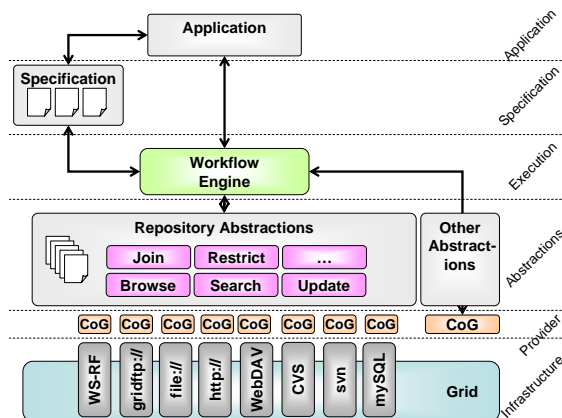 Application
Application
Specification
Specification
Workflow
Engine
Execution
Repository Abstractions
Join
Restrict
...
Browse
Search
Update
Other
Abstract-
ions
Abstractions
CoG
CoG
CoG
CoG
CoG
CoG
CoG
CoG
CoG
Provider
WS-RF
gridftp://
file://
http://
WebDAV
CVS
svn
mySQL
Grid
Infrastructure